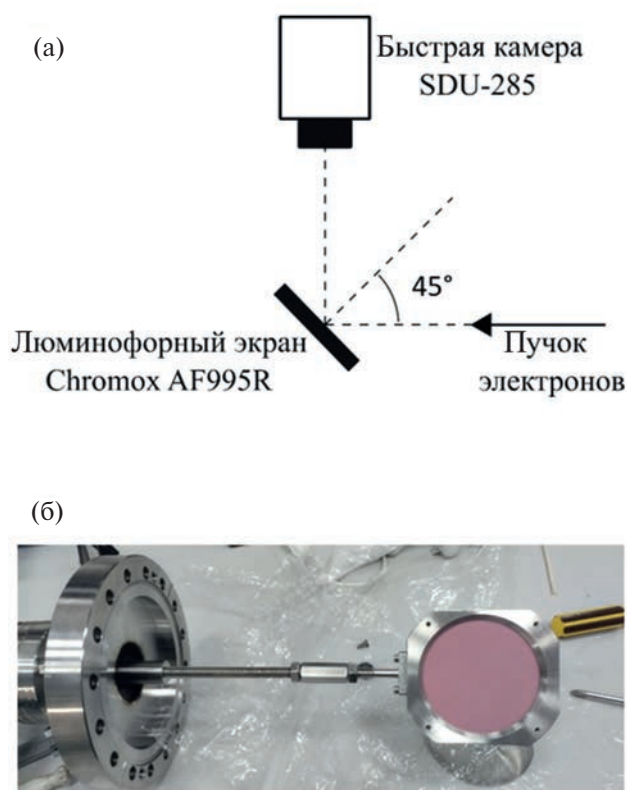 (а)
Быстрая камера
SDU-285
45°
Люминофорный экран
Chromox AF995R
Пучок
электронов
(б)